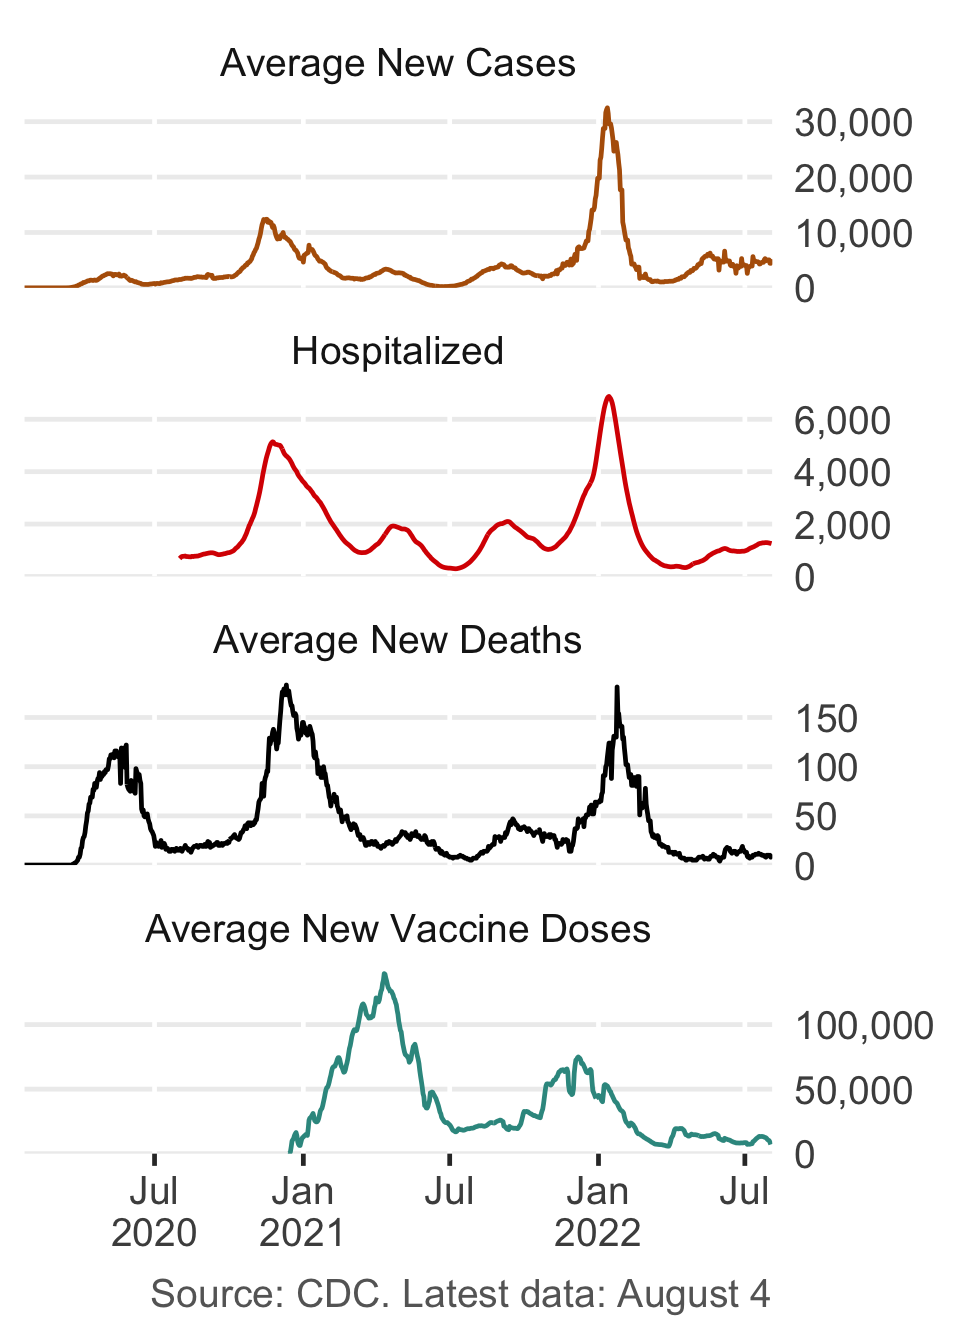 Average New Cases
30,000
20,000
10,000
0
Hospitalized
6,000
4,000
2,000
0
Average New Deaths
150
100
50
0
Average New Vaccine Doses
100,000
50,000
0
Jul Jan Jul Jan Jul
2020 2021 2022
Source: CDC. Latest data: August 4